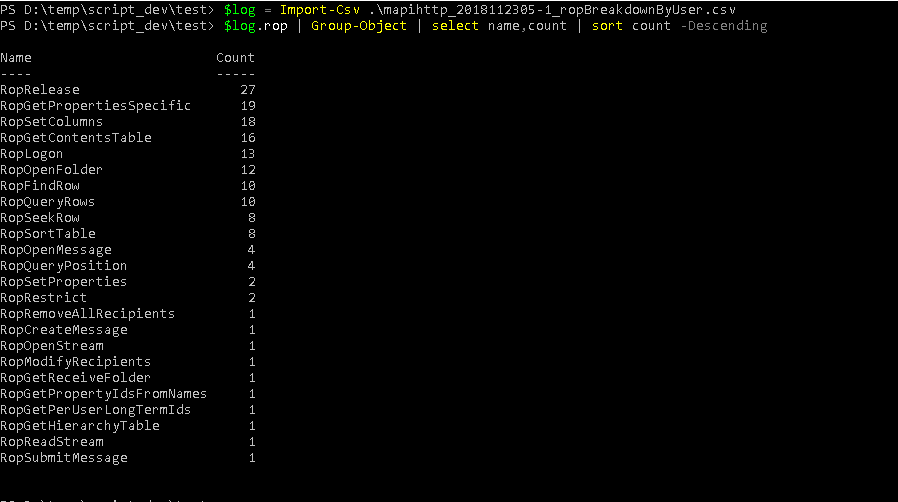 PS D:\temp\script_dev\test> $log = Import-Csv .\mapihttp_2018112305-1_ropBreakdownByUser.csv
PS D:\temp\script_dev\test> $log.rop | Group-Object | select name,count | sort count -Descending
Name Count
---- -----
RopRelease 27
RopGetPropertiesSpecific 19
RopSetColumns 18
RopGetContentsTable 16
RopLogon 13
RopOpenFolder 12
RopFindRow 10
RopQueryRows 10
RopSeekRow 8
RopSortTable 8
RopOpenMessage 4
RopQueryPosition 4
RopSetProperties 2
RopRestrict 2
RopRemoveAllRecipients 1
RopCreateMessage 1
RopOpenStream 1
RopModifyRecipients 1
RopGetReceiveFolder 1
RopGetPropertyIdsFromNames 1
RopGetPerUserLongTermIds 1
RopGetHierarchyTable 1
RopReadStream 1
RopSubmitMessage 1